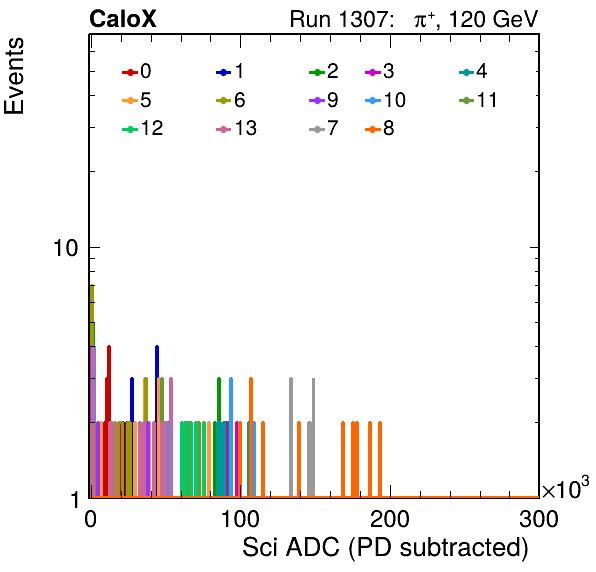 CaloX Run 1307: π+, 120 GeV
Events
0 1 2 3 4
5 6 9 10 11
12 13 7 8
10
1
0 100 200 300
×10³
Sci ADC (PD subtracted)